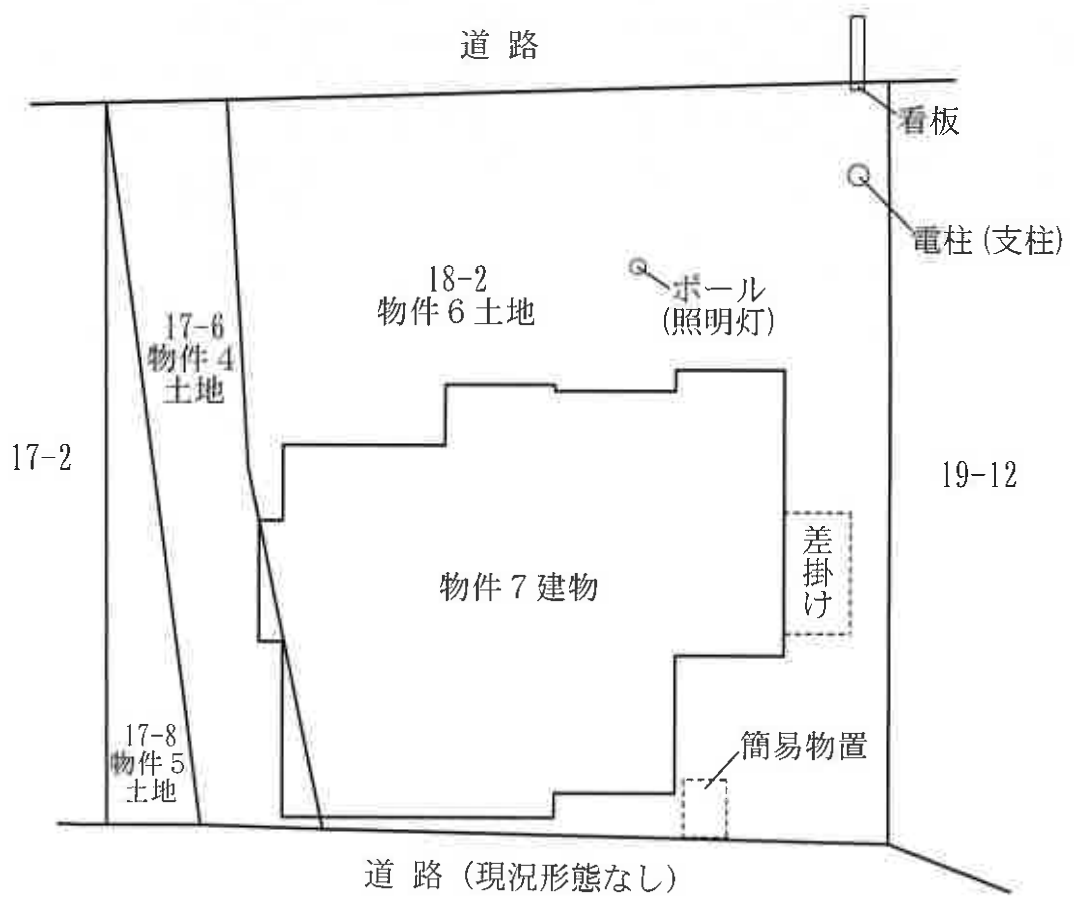 道 路
看板
電柱(支柱)
18-2
物件6土地
ポール
(照明灯)
17-6
物件4
土地
17-2
19-12
差掛け
物件7建物
17-8
物件5
土地
簡易物置
道 路 (現況形態なし)